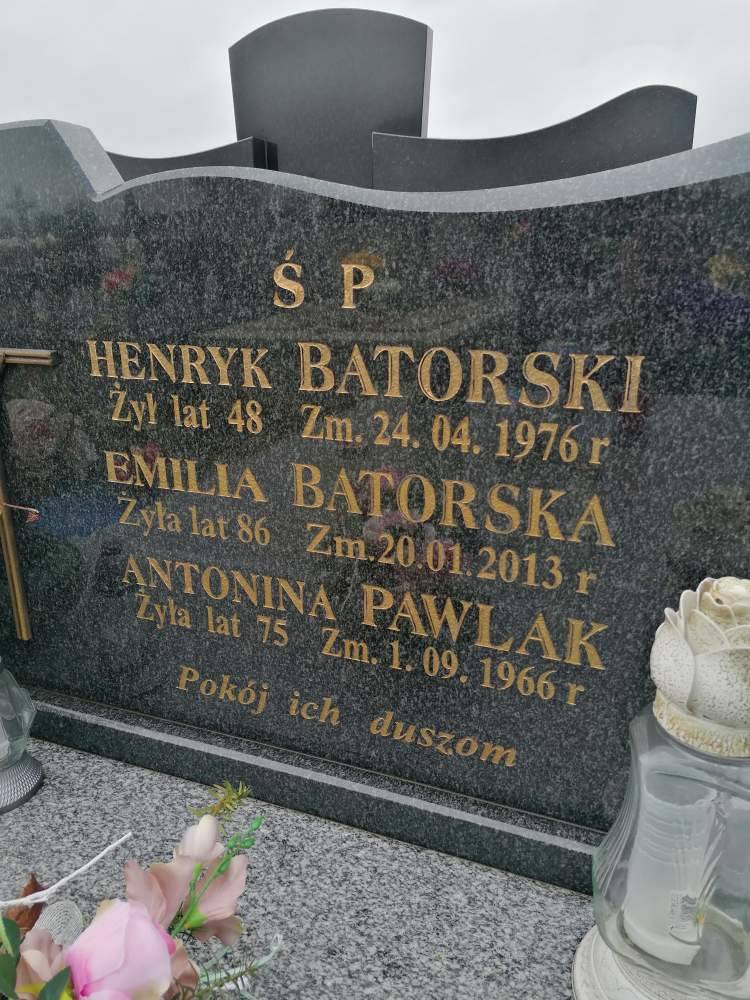 Ś P
HENRYK BATORSKI
Żył lat 48 Zm. 24. 04. 1976 r
EMILIA BATORSKA
Żyła lat 86 Zm. 20.01.2013 r
ANTONINA PAWLAK
Żyła lat 75 Zm. 1. 09. 1966 r
Pokój ich duszom